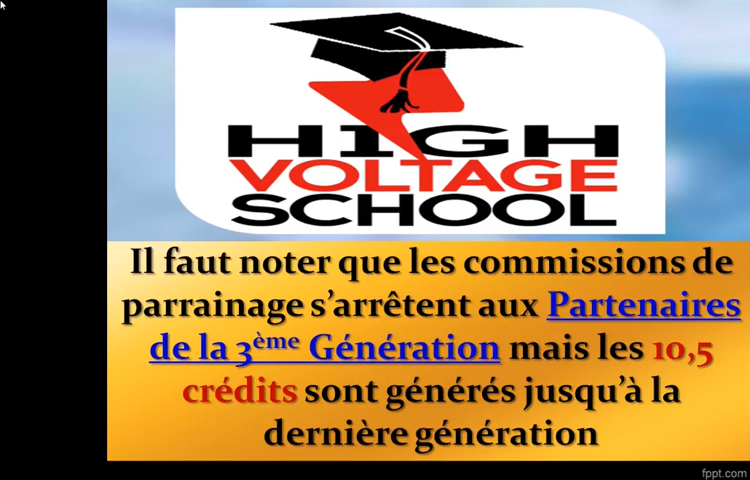 HIGH
VOLTAGE
SCHOOL
Il faut noter que les commissions de
parrainage s’arrêtent aux Partenaires
de la 3ème Génération mais les 10,5
crédits sont générés jusqu’à la
dernière génération
fppt.com